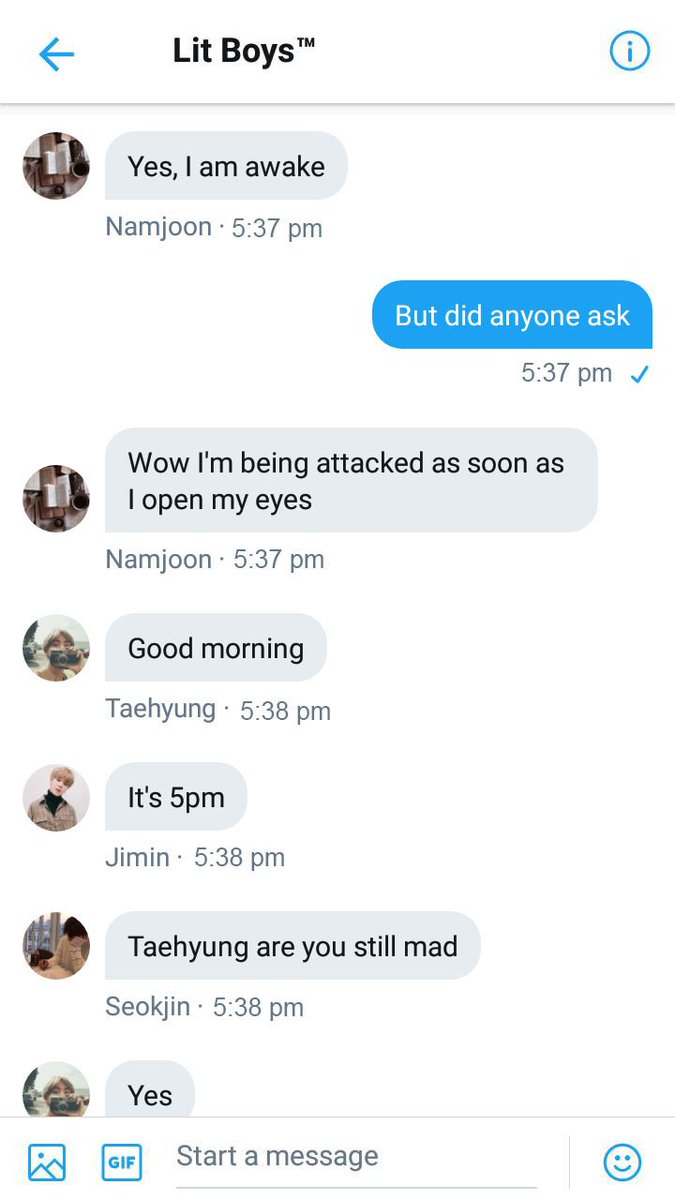 Lit Boys™
Yes, I am awake
Namjoon · 5:37 pm
But did anyone ask
5:37 pm
Wow I'm being attacked as soon as
I open my eyes
Namjoon · 5:37 pm
Good morning
Taehyung · 5:38 pm
It's 5pm
Jimin · 5:38 pm
Taehyung are you still mad
Seokjin · 5:38 pm
Yes
GIF
Start a message